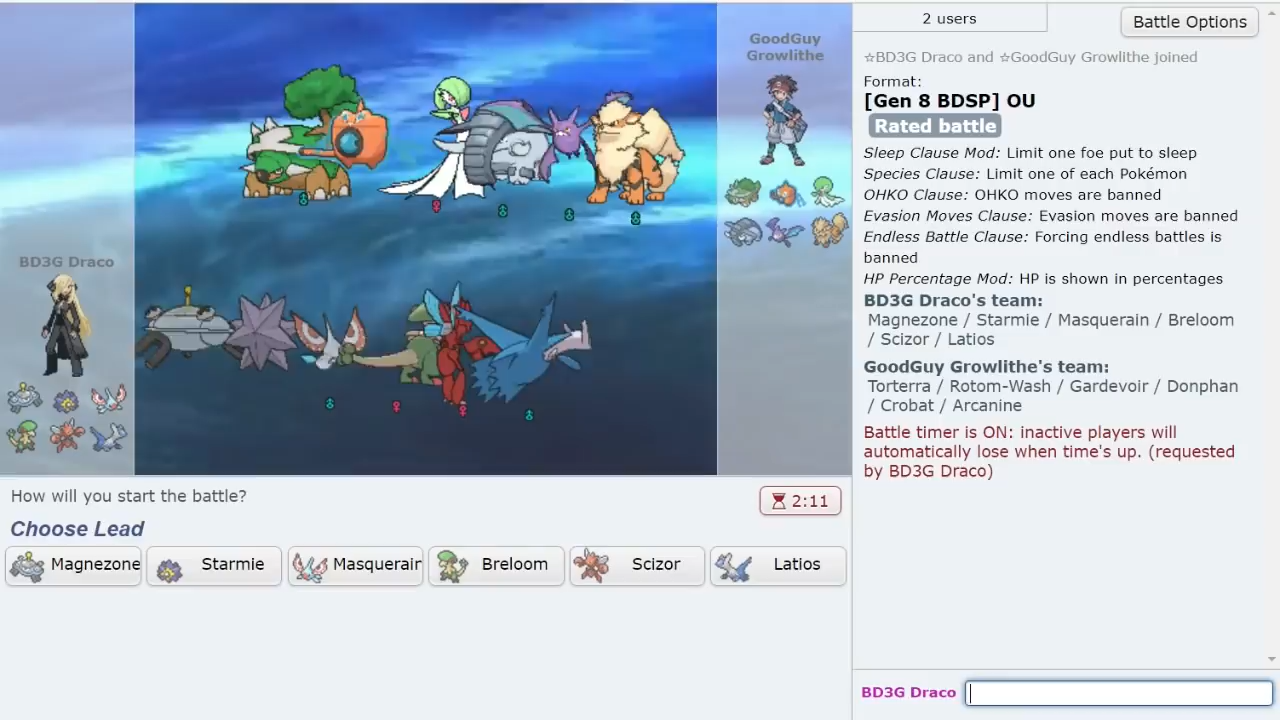 GoodGuy
Growlithe
BD3G Draco
How will you start the battle?
2:11
Choose Lead
Magnezone
Starmie
Masquerair
Breloom
Scizor
Latios
2 users
Battle Options
☆BD3G Draco and ☆GoodGuy Growlithe joined
Format:
[Gen 8 BDSP] OU
Rated battle
Sleep Clause Mod: Limit one foe put to sleep
Species Clause: Limit one of each Pokémon
OHKO Clause: OHKO moves are banned
Evasion Moves Clause: Evasion moves are banned
Endless Battle Clause: Forcing endless battles is
banned
HP Percentage Mod: HP is shown in percentages
BD3G Draco's team:
Magnezone / Starmie / Masquerain / Breloom
/ Scizor / Latios
GoodGuy Growlithe's team:
Torterra / Rotom-Wash / Gardevoir / Donphan
/ Crobat / Arcanine
Battle timer is ON: inactive players will
automatically lose when time's up. (requested
by BD3G Draco)
BD3G Draco